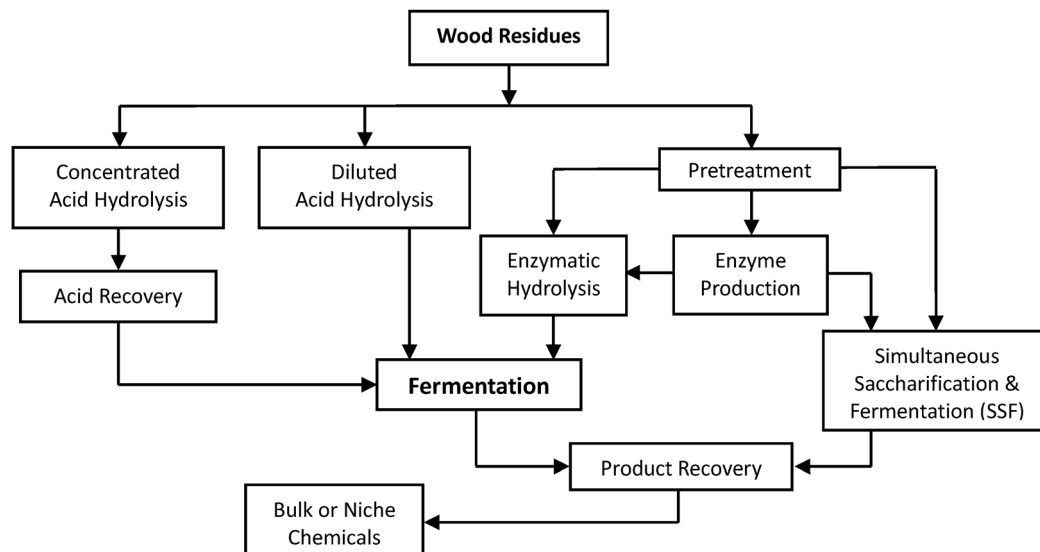 Wood Residues
Concentrated
Acid Hydrolysis
Diluted
Acid Hydrolysis
Pretreatment
Acid Recovery
Enzymatic
Hydrolysis
Enzyme
Production
Fermentation
Simultaneous
Saccharification &
Fermentation (SSF)
Product Recovery
Bulk or Niche
Chemicals